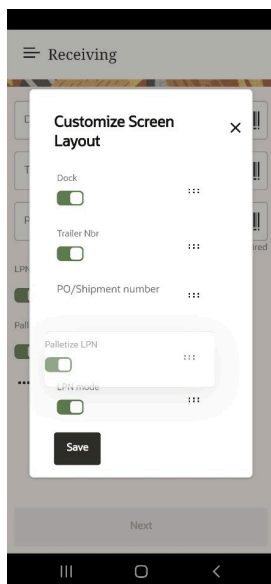 Receiving
Customize Screen
Layout
Dock
Trailer Nbr
PO/Shipment number
Palletize LPN
LPN mode
Save
Next